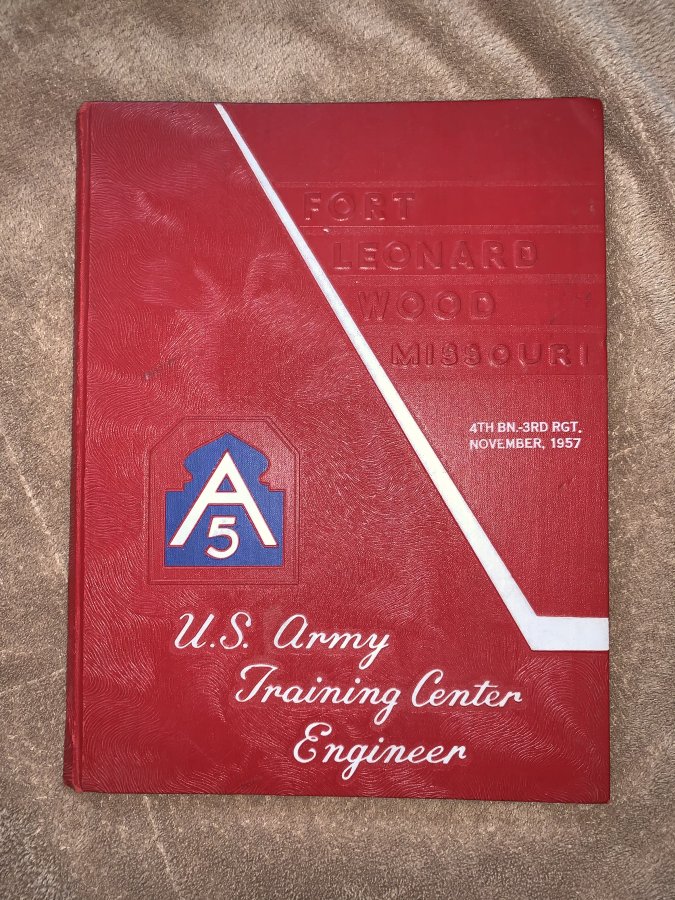 FORT
LEONARD
WOOD
MISSOURI
4TH BN.-3RD RGT.
NOVEMBER, 1957
A
5
U.S. Army
Training Center
Engineer